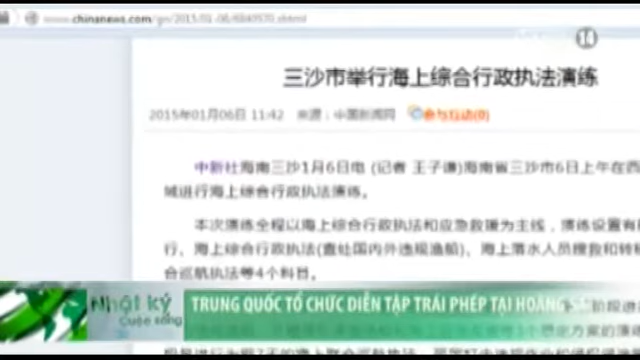 www.chinanews.com/gn/2015/01-06/6940970.shtml
14
三沙市举行海上综合行政执法演练
2015年01月06日 11:42 来源：中国新闻网 参与互动(0)
中新社海南三沙1月6日电 (记者 王子谦)海南省三沙市6日上午在西
域进行海上综合行政执法演练。
本次演练全程以海上综合行政执法和应急救援为主线，演练设置有
行、海上综合行政执法(查处国内外违规渔船)、海上落水人员搜救和转
合巡航执法等4个科目。
Nhật ký
Cuộc sống
TRUNG QUỐC TỔ CHỨC DIỄN TẬP TRÁI PHÉP TẠI HOÀNG